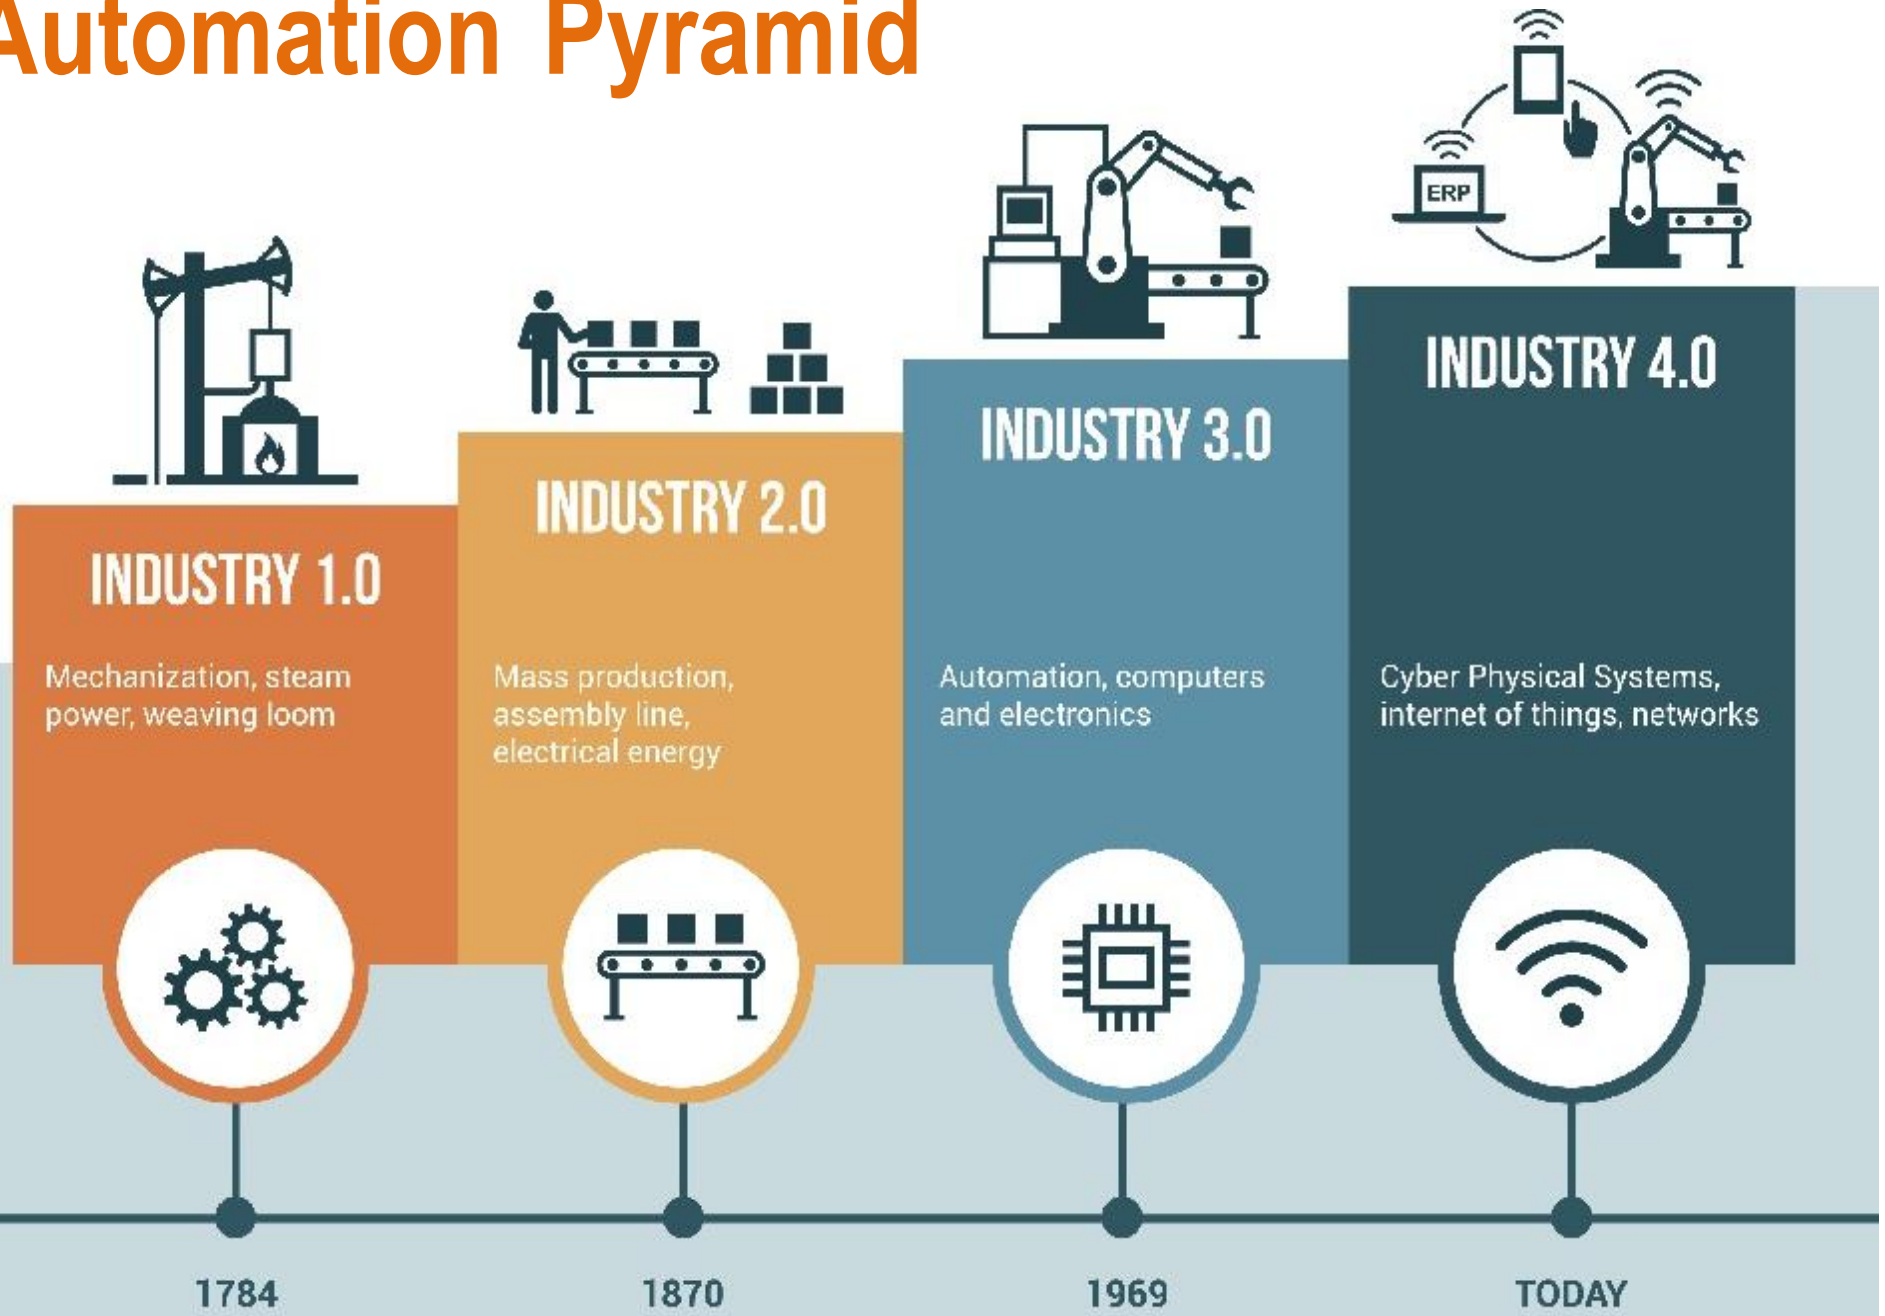 Automation Pyramid
ERP
INDUSTRY 1.0
Mechanization, steam
power, weaving loom
INDUSTRY 2.0
Mass production,
assembly line,
electrical energy
INDUSTRY 3.0
Automation, computers
and electronics
INDUSTRY 4.0
Cyber Physical Systems,
internet of things, networks
1784
1870
1969
TODAY